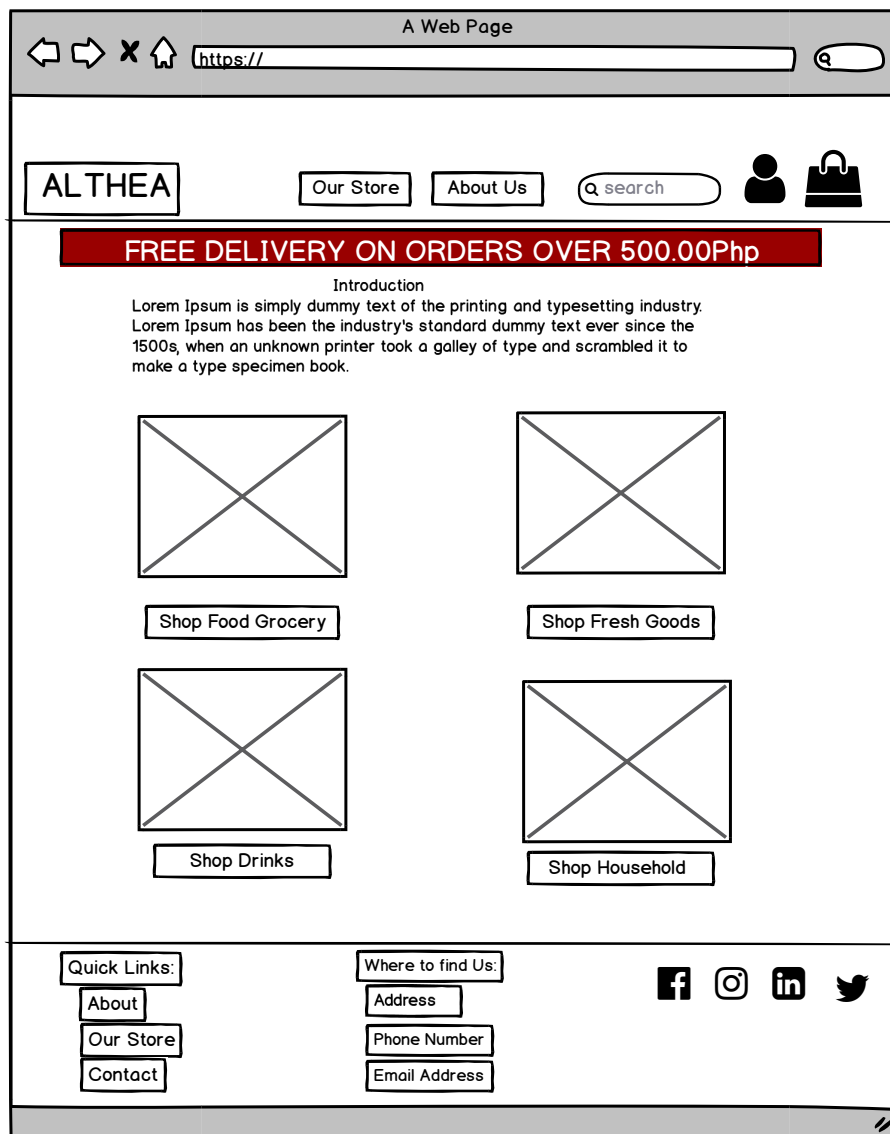 A Web Page
https://
ALTHEA
Our Store
About Us
search
FREE DELIVERY ON ORDERS OVER 500.00Php
Introduction
Lorem Ipsum is simply dummy text of the printing and typesetting industry.
Lorem Ipsum has been the industry's standard dummy text ever since the
1500s, when an unknown printer took a galley of type and scrambled it to
make a type specimen book.
Shop Food Grocery
Shop Fresh Goods
Shop Drinks
Shop Household
Quick Links:
About
Our Store
Contact
Where to find Us:
Address
Phone Number
Email Address